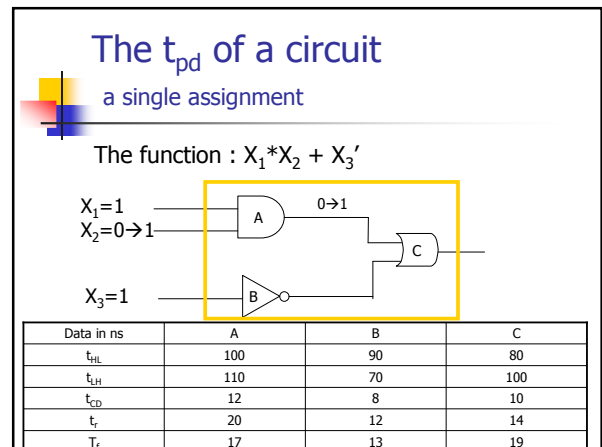 The tpd of a circuit
a single assignment
The function : X1*X2 + X3′
X1=1
X2=0→1
A
0→1
C
X3=1
B
Data in ns A B C
tHL 100 90 80
tLH 110 70 100
tCD 12 8 10
tr 20 12 14
Tf 17 13 19